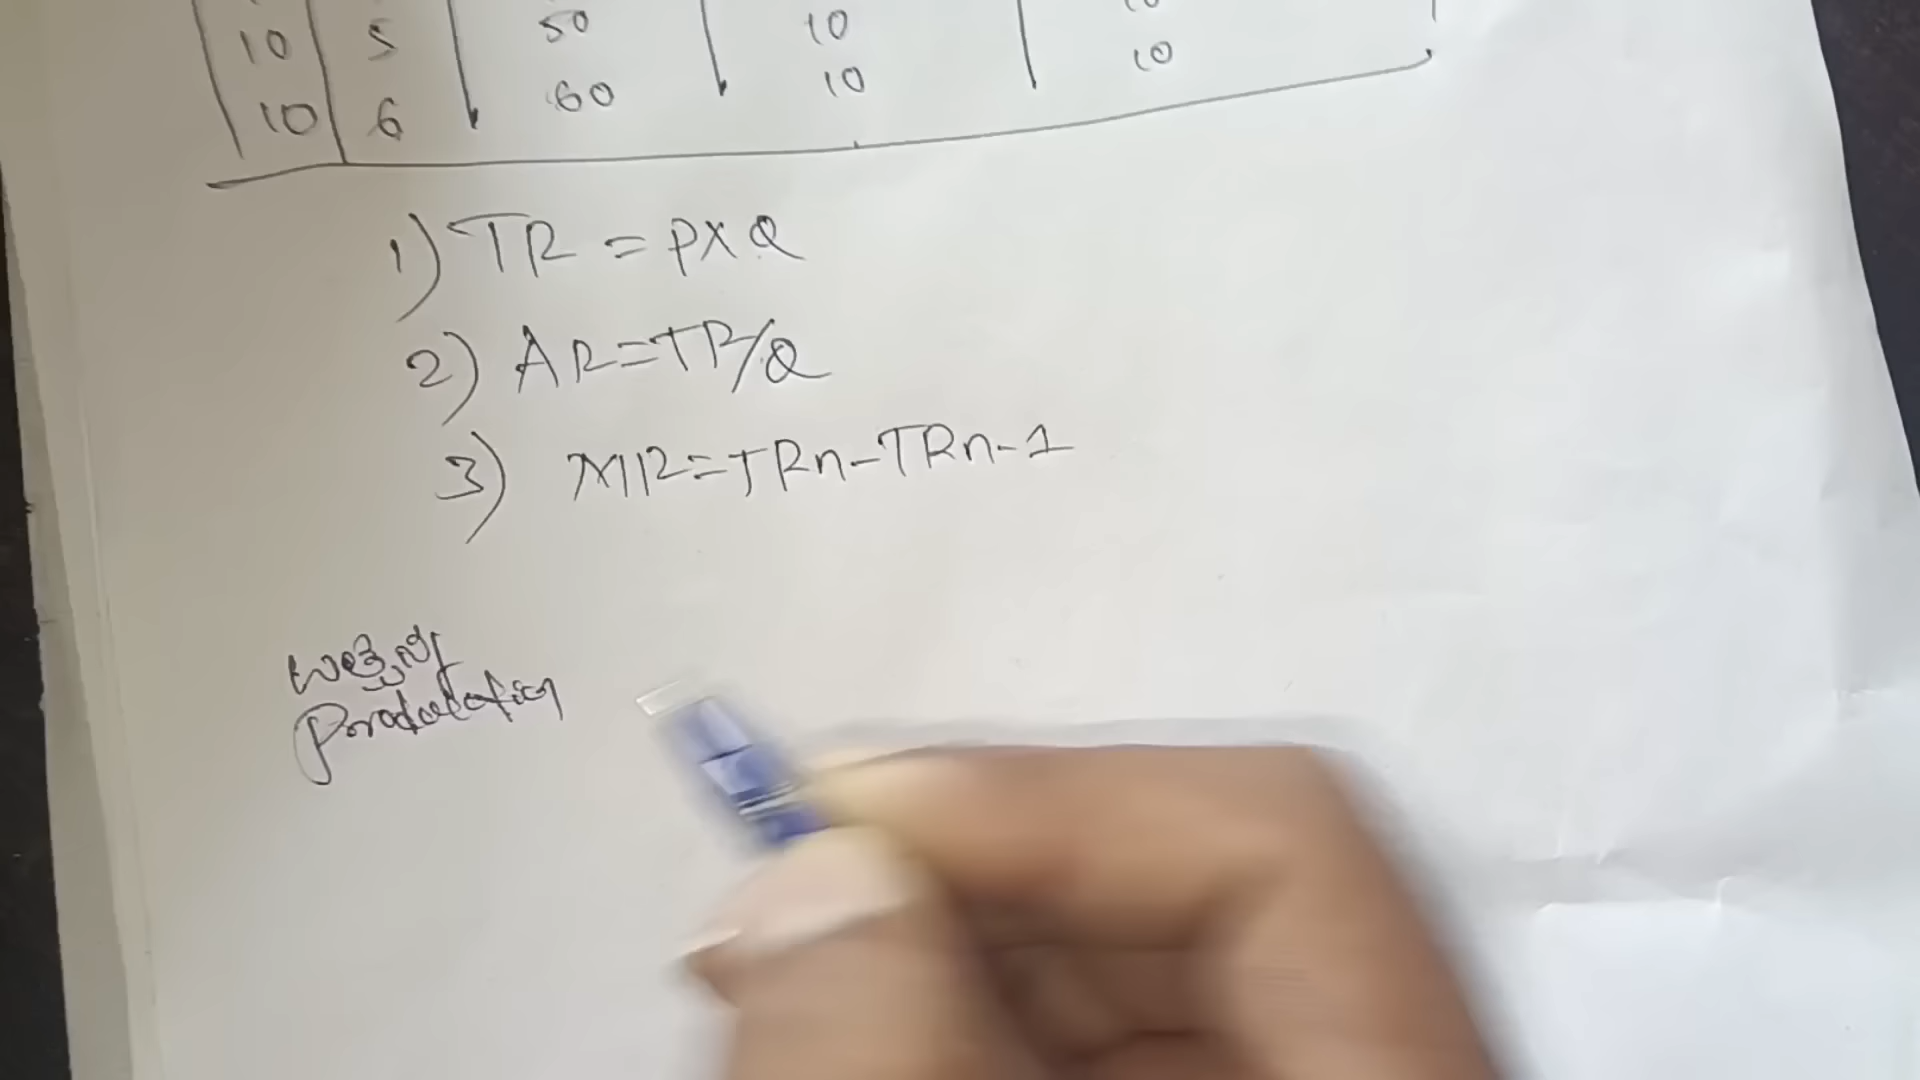 10 5 50 10
10 6 60 10 10
1) TR = PXQ
2) AR=TR/Q
3) MR=TRn-TRn-1